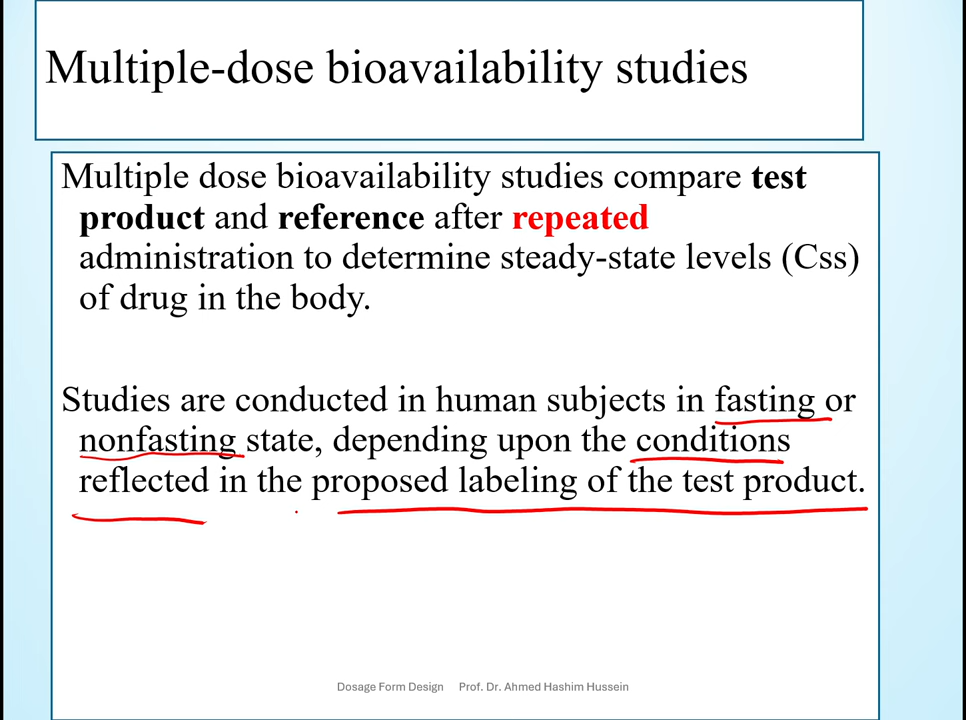 Multiple-dose bioavailability studies
Multiple dose bioavailability studies compare test
product and reference after repeated
administration to determine steady-state levels (Css)
of drug in the body.
Studies are conducted in human subjects in fasting or
nonfasting state, depending upon the conditions
reflected in the proposed labeling of the test product.
Dosage Form Design Prof. Dr. Ahmed Hashim Hussein